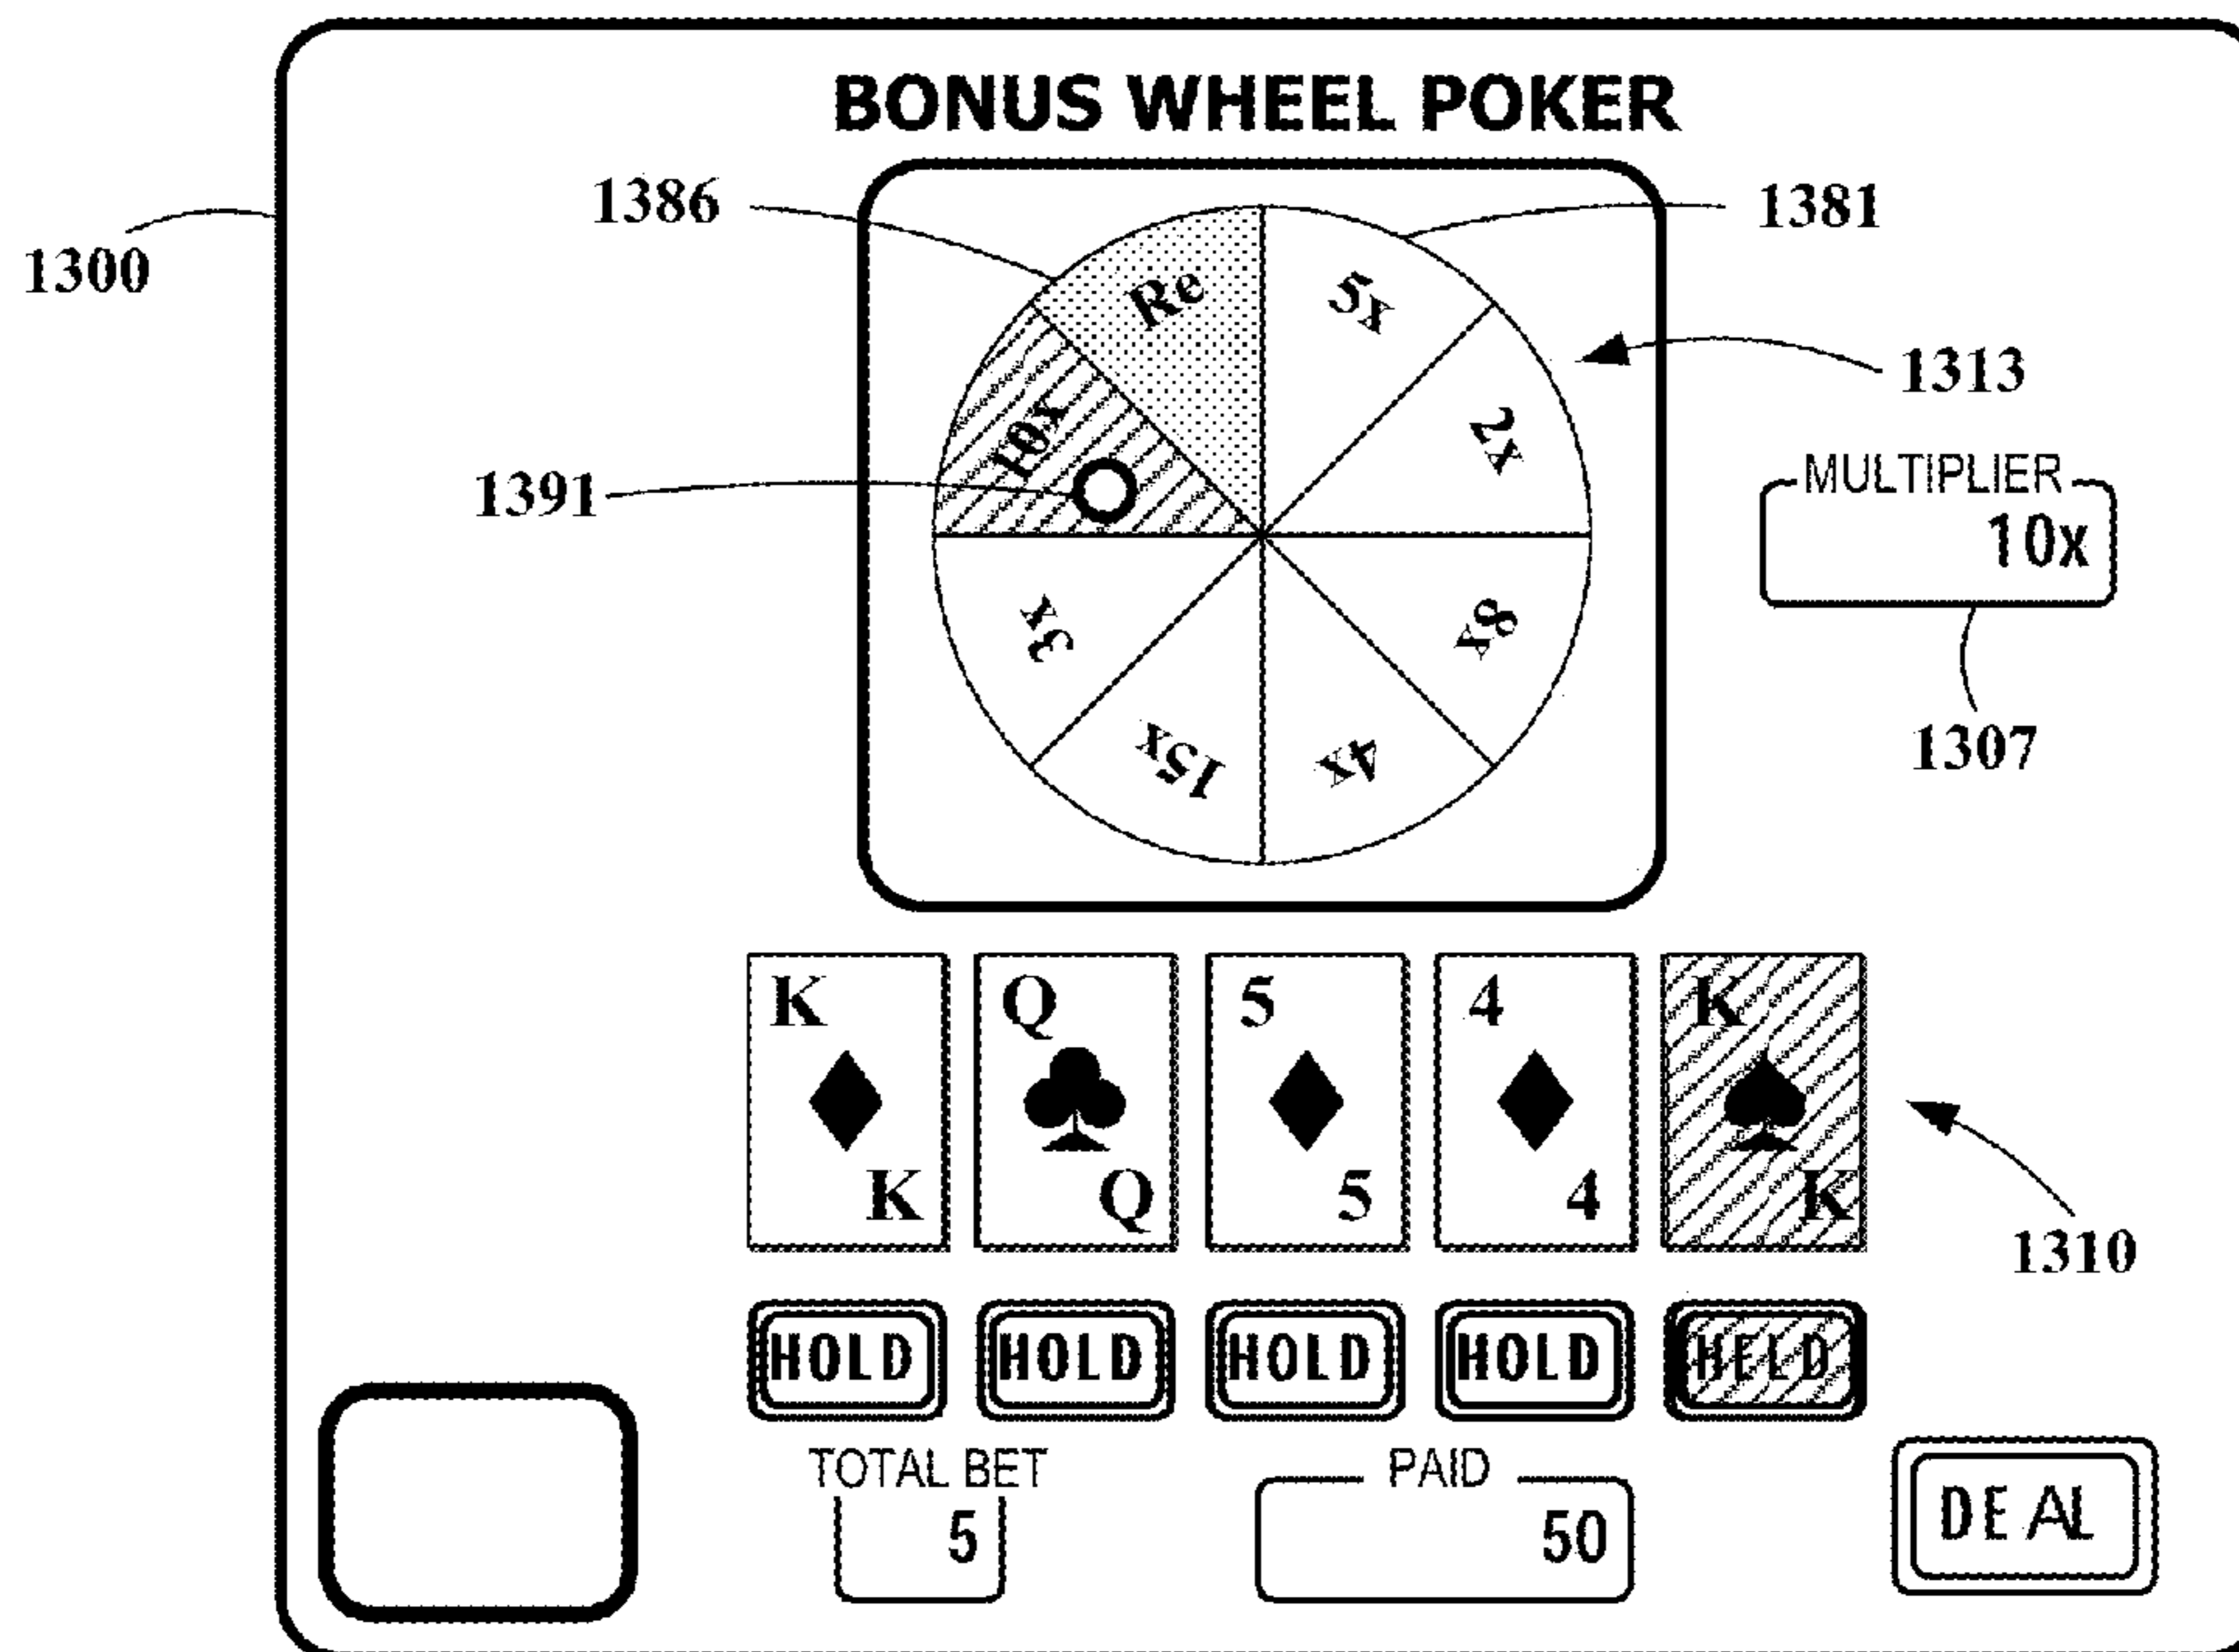 BONUS WHEEL POKER
1386
1381
1300
Re
5x
1313
10x
2x
MULTIPLIER
1391
10x
3x
8x
1307
15x
4x
K
Q
5
4
K
K
Q
5
4
K
1310
HOLD
HOLD
HOLD
HOLD
HELD
TOTAL BET
PAID
5
50
DEAL